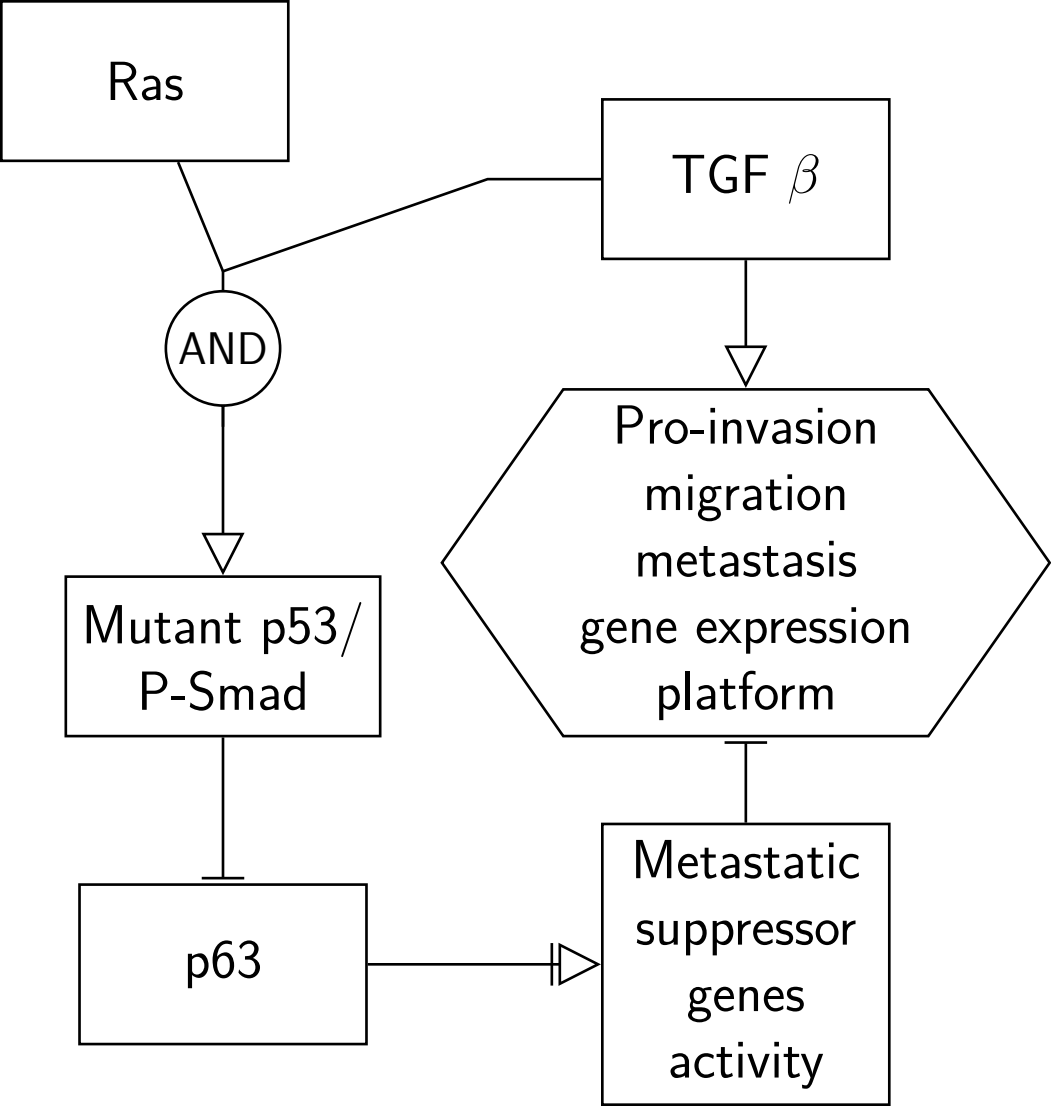 Ras
TGF β
AND
Pro-invasion
migration
metastasis
gene expression
platform
Mutant p53/
P-Smad
p63
Metastatic
suppressor
genes
activity